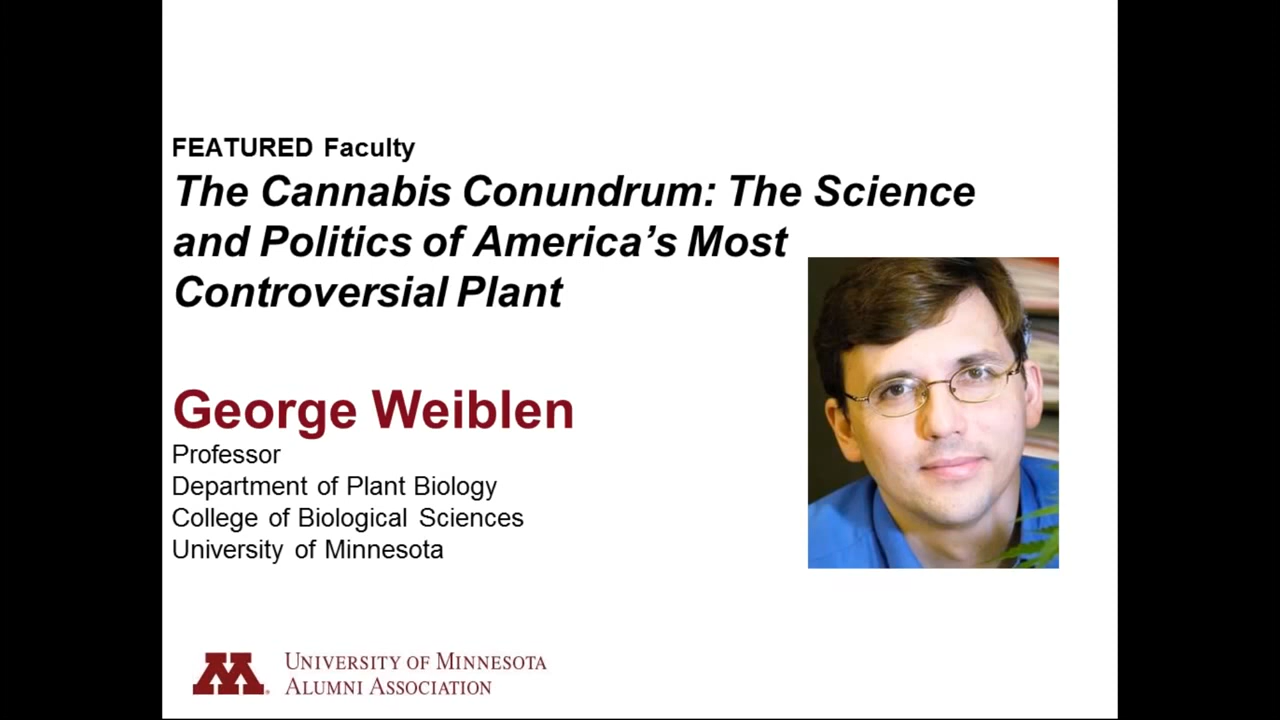 FEATURED Faculty
The Cannabis Conundrum: The Science
and Politics of America's Most
Controversial Plant
George Weiblen
Professor
Department of Plant Biology
College of Biological Sciences
University of Minnesota
M
UNIVERSITY OF MINNESOTA
ALUMNI ASSOCIATION